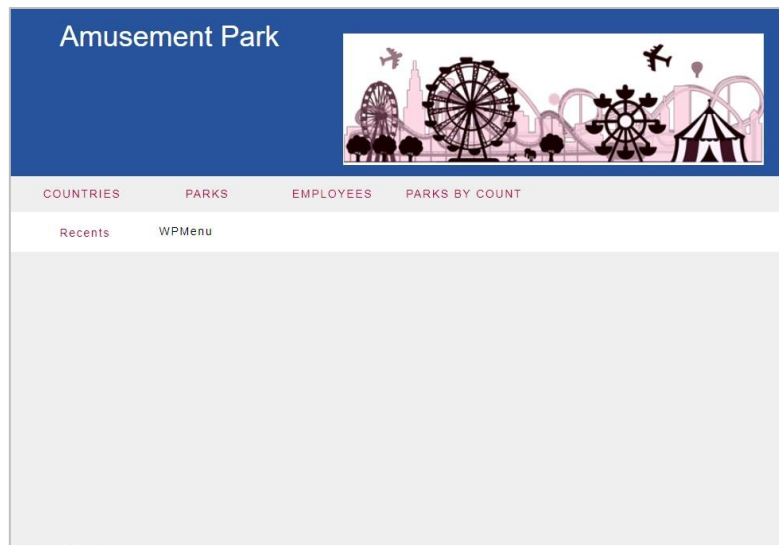 Amusement Park
COUNTRIES PARKS EMPLOYEES PARKS BY COUNT
Recents WPMenu